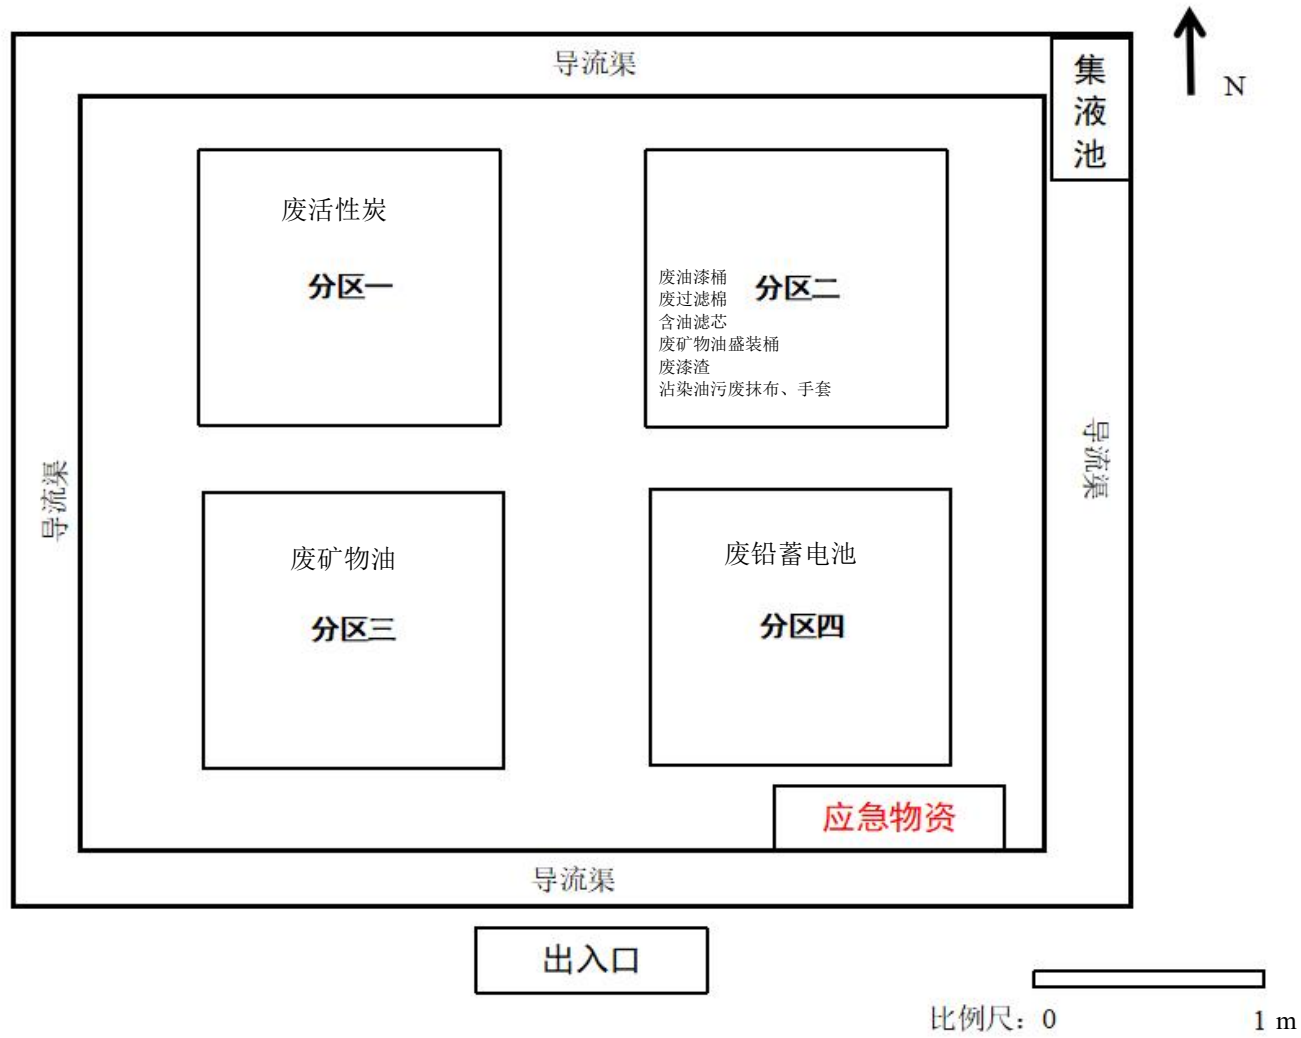 导流渠
集液池
N
废活性炭
分区一
废油漆桶
废过滤棉
含油滤芯
废矿物油盛装桶
废漆渣
沾染油污废抹布、手套
分区二
导流渠
导流渠
废矿物油
分区三
废铅蓄电池
分区四
应急物资
导流渠
出入口
比例尺：0 1 m